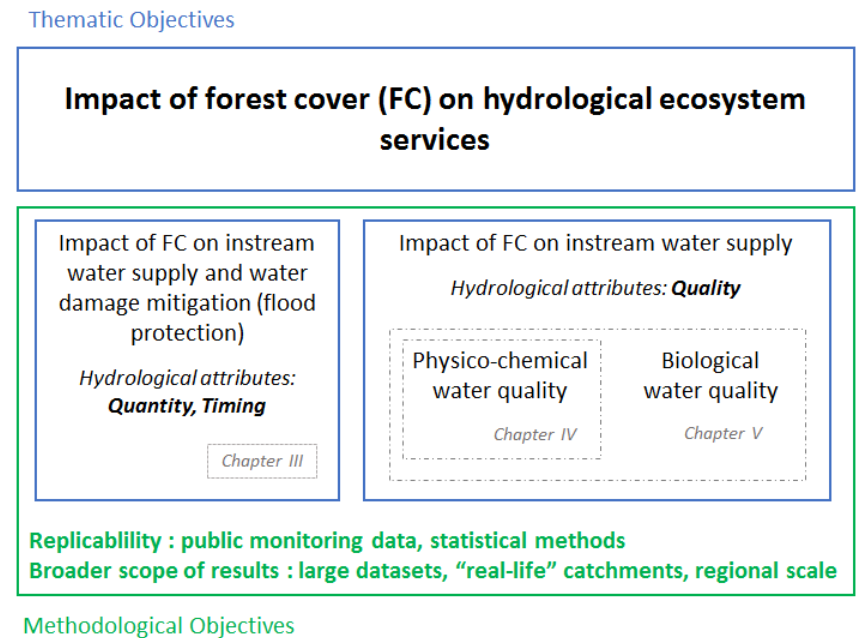 Thematic Objectives
Impact of forest cover (FC) on hydrological ecosystem
services
Impact of FC on instream
water supply and water
damage mitigation (flood
protection)
Hydrological attributes:
Quantity, Timing
Chapter III
Impact of FC on instream water supply
Hydrological attributes: Quality
Physico-chemical
water quality
Chapter IV
Biological
water quality
Chapter V
Replicablility : public monitoring data, statistical methods
Broader scope of results : large datasets, “real-life” catchments, regional scale
Methodological Objectives